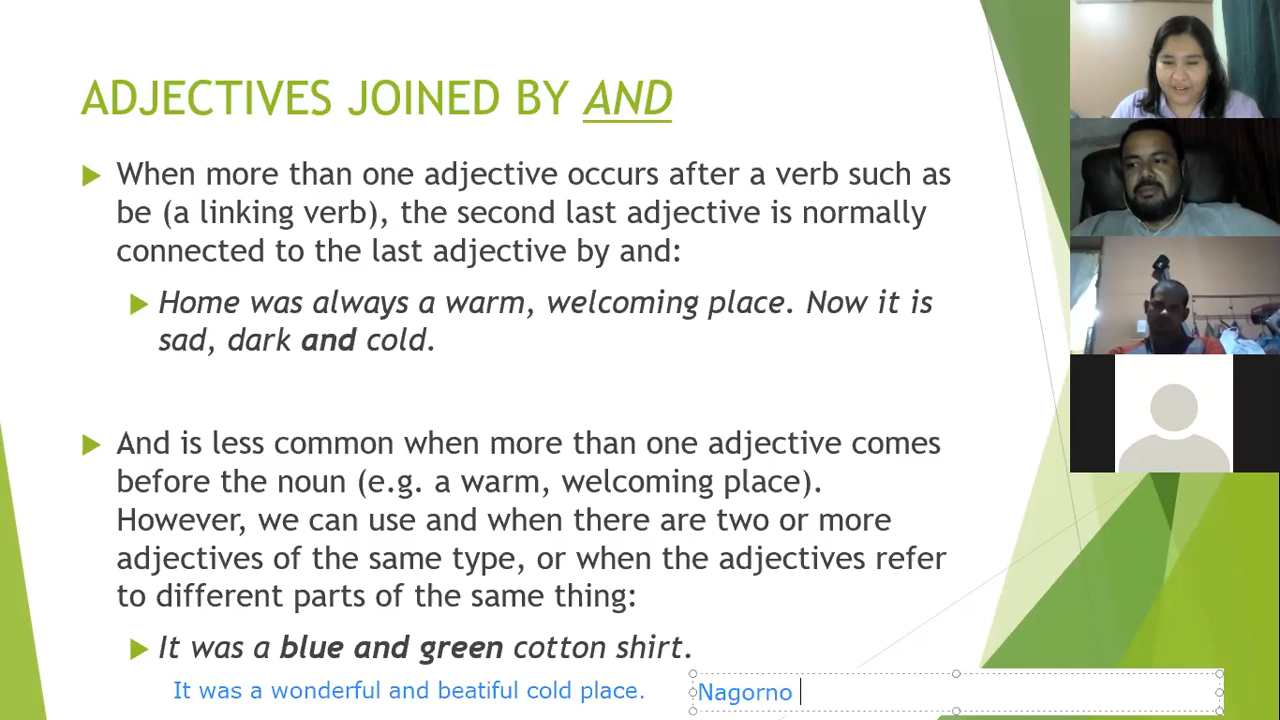 ADJECTIVES JOINED BY AND
When more than one adjective occurs after a verb such as
be (a linking verb), the second last adjective is normally
connected to the last adjective by and:
Home was always a warm, welcoming place. Now it is
sad, dark and cold.
And is less common when more than one adjective comes
before the noun (e.g. a warm, welcoming place).
However, we can use and when there are two or more
adjectives of the same type, or when the adjectives refer
to different parts of the same thing:
It was a blue and green cotton shirt.
It was a wonderful and beatiful cold place.
Nagorno